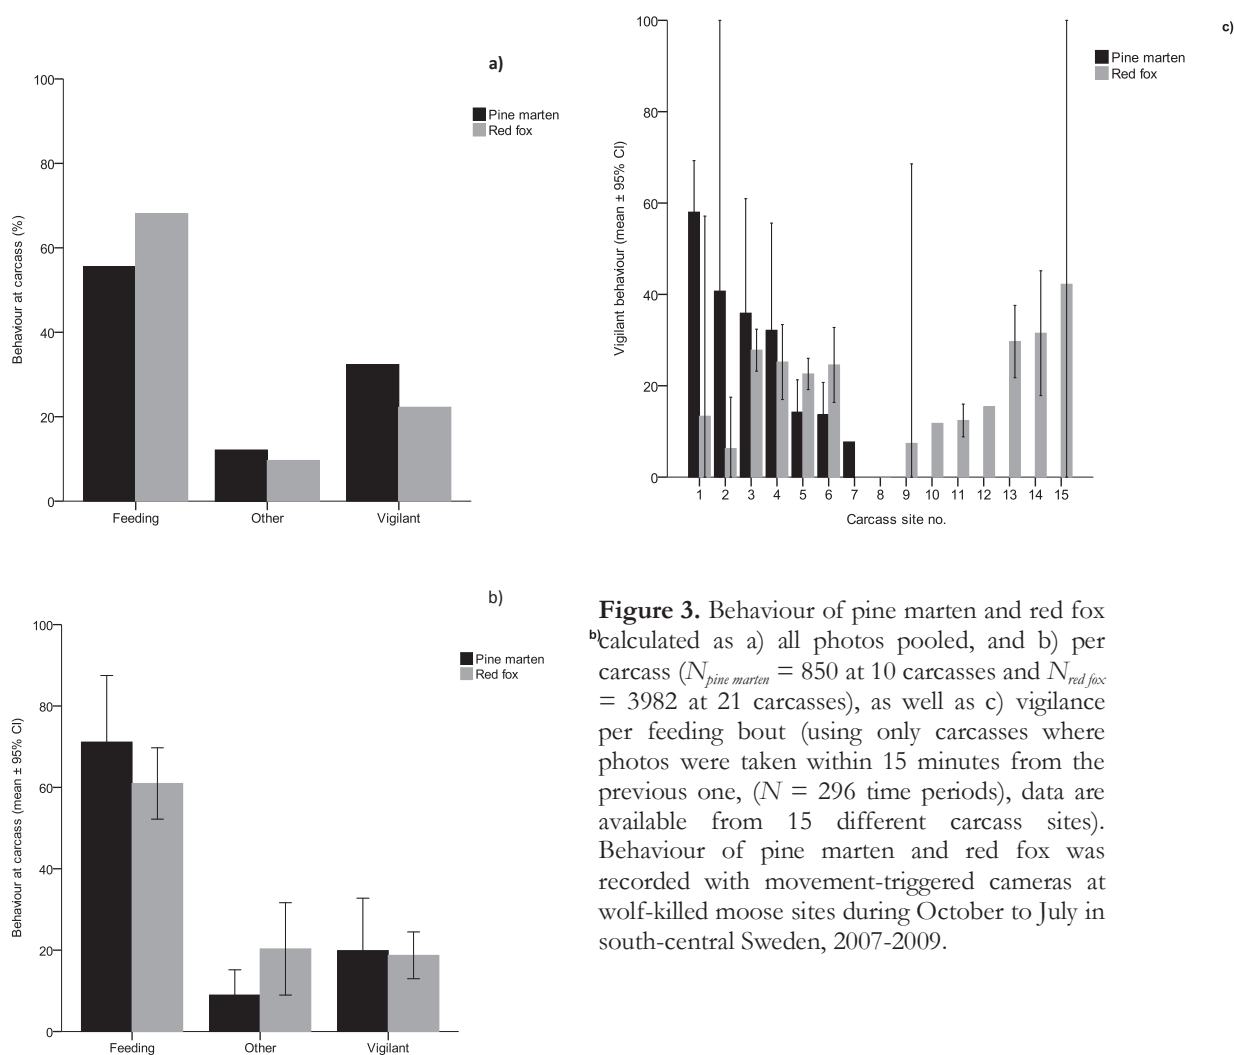 a)
Pine marten
Red fox
Behaviour at carcass (%)
100
80
60
40
20
0
Feeding Other Vigilant
c)
Pine marten
Red fox
Vigilant behaviour (mean ± 95% CI)
100
80
60
40
20
0
1 2 3 4 5 6 7 8 9 10 11 12 13 14 15
Carcass site no.
b)
Pine marten
Red fox
Behaviour at carcass (mean ± 95% CI)
100
80
60
40
20
0
Feeding Other Vigilant
Figure 3. Behaviour of pine marten and red fox
b)
calculated as a) all photos pooled, and b) per
carcass (Npine marten = 850 at 10 carcasses and Nred fox
= 3982 at 21 carcasses), as well as c) vigilance
per feeding bout (using only carcasses where
photos were taken within 15 minutes from the
previous one, (N = 296 time periods), data are
available from 15 different carcass sites).
Behaviour of pine marten and red fox was
recorded with movement-triggered cameras at
wolf-killed moose sites during October to July in
south-central Sweden, 2007-2009.